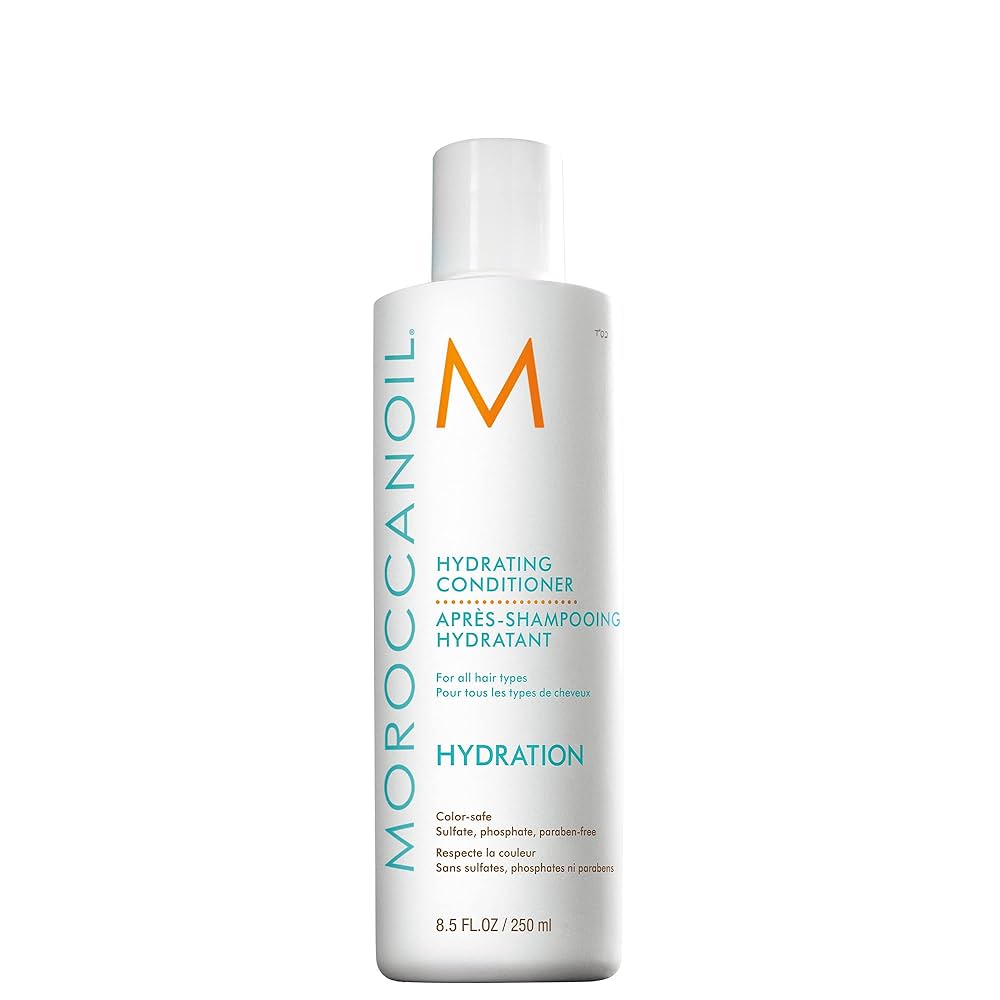 MOROCCANOIL®
M
HYDRATING
CONDITIONER
APRÈS-SHAMPOOING
HYDRATANT
For all hair types
Pour tous les types de cheveux
HYDRATION
Color-safe
Sulfate, phosphate, paraben-free
Respecte la couleur
Sans sulfates, phosphates ni parabens
8.5 FL.OZ / 250 ml